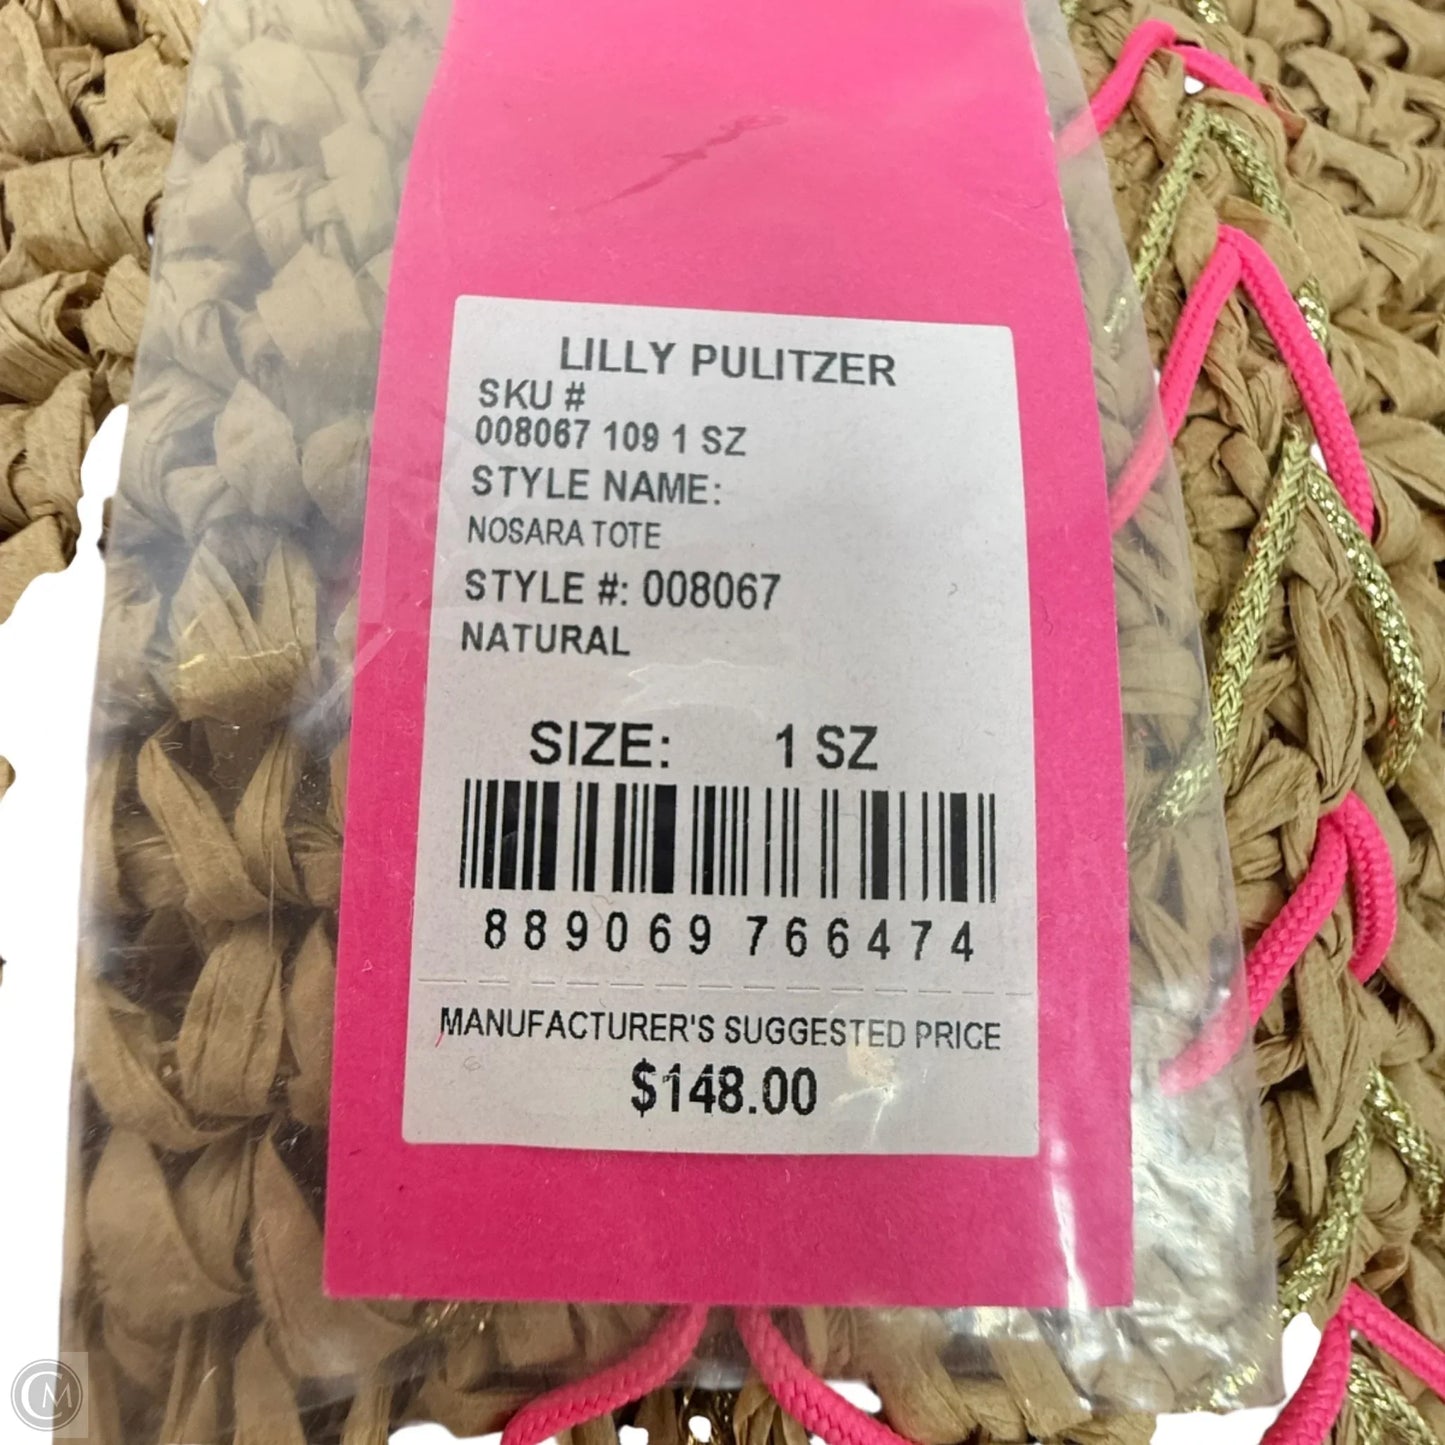 LILLY PULITZER
SKU #
008067 109 1 SZ
STYLE NAME:
NOSARA TOTE
STYLE #: 008067
NATURAL
SIZE: 1 SZ
889069 766474
MANUFACTURER'S SUGGESTED PRICE
$148.00
CM